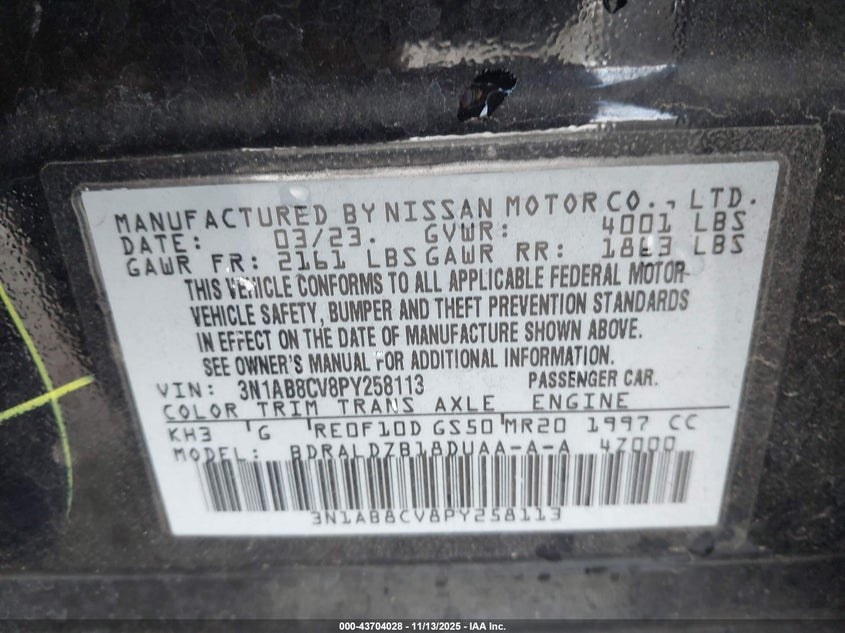 MANUFACTURED BY NISSAN MOTOR CO., LTD.
DATE: 03/23. GVWR: 4001 LBS
GAWR FR: 2161 LBS GAWR RR: 1883 LBS
THIS VEHICLE CONFORMS TO ALL APPLICABLE FEDERAL MOTOR
VEHICLE SAFETY, BUMPER AND THEFT PREVENTION STANDARDS
IN EFFECT ON THE DATE OF MANUFACTURE SHOWN ABOVE.
SEE OWNER'S MANUAL FOR ADDITIONAL INFORMATION.
VIN: 3N1AB8CV8PY258113 PASSENGER CAR.
COLOR TRIM TRANS AXLE ENGINE
KH3 G RE0F10D GS50 MR20 1997 CC
MODEL: BDRALDZB18DUAA-A-A 4Z000
3N1AB8CV8PY258113
000-43704028 - 11/13/2025 - IAA Inc.